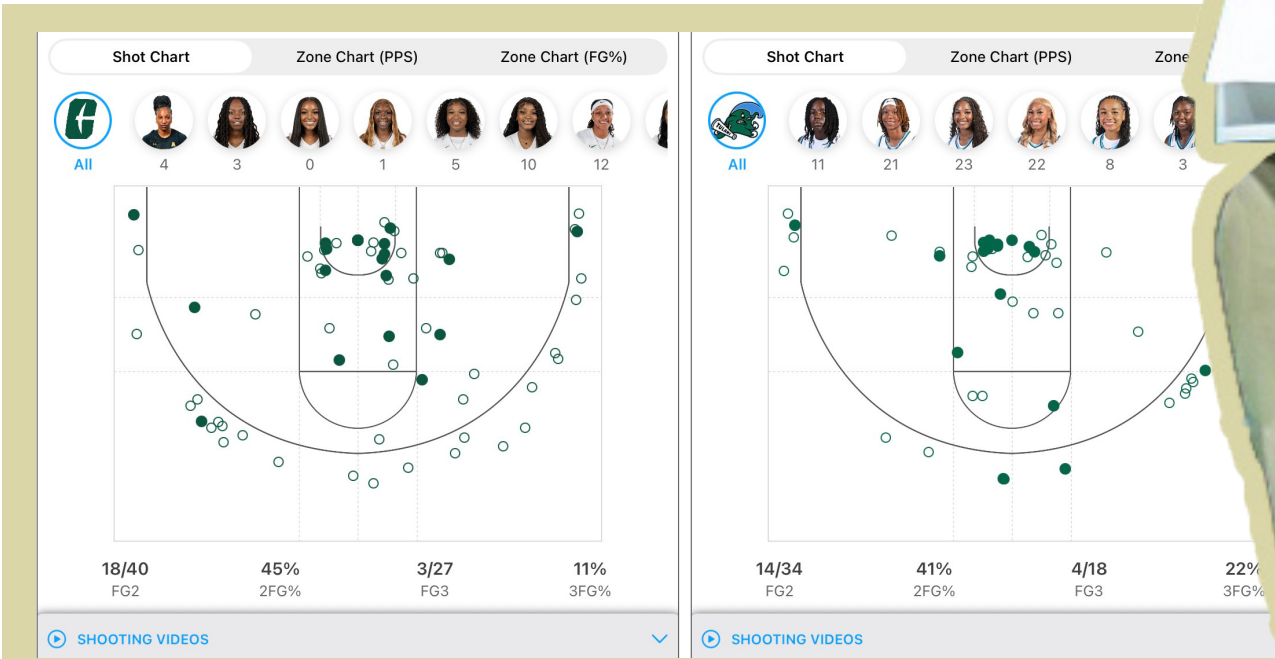 Shot Chart Zone Chart (PPS) Zone Chart (FG%)
All 4 3 0 1 5 10 12
18/40 45% 3/27 11%
FG2 2FG% FG3 3FG%
SHOOTING VIDEOS
Shot Chart Zone Chart (PPS) Zone
TULANE
All 11 21 23 22 8 3
14/34 41% 4/18 22%
FG2 2FG% FG3 3FG%
SHOOTING VIDEOS